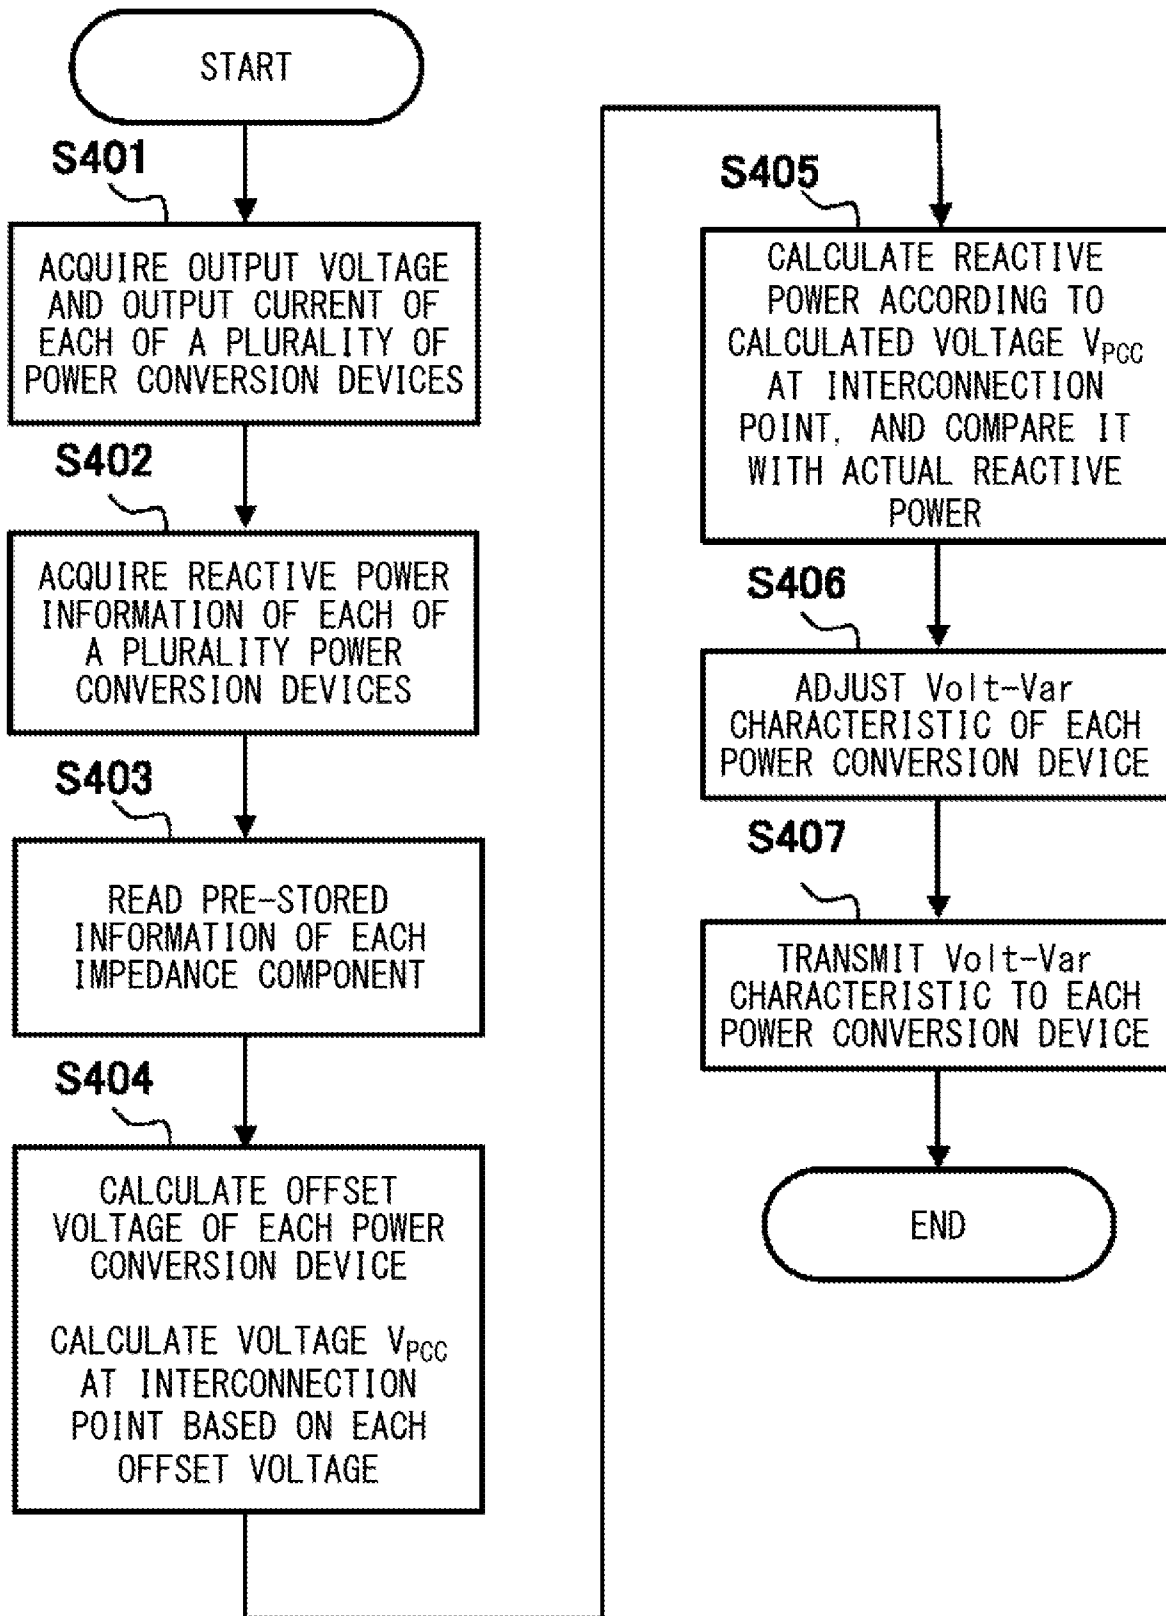 START
S401
ACQUIRE OUTPUT VOLTAGE
AND OUTPUT CURRENT OF
EACH OF A PLURALITY OF
POWER CONVERSION DEVICES
S402
ACQUIRE REACTIVE POWER
INFORMATION OF EACH OF
A PLURALITY POWER
CONVERSION DEVICES
S403
READ PRE-STORED
INFORMATION OF EACH
IMPEDANCE COMPONENT
S404
CALCULATE OFFSET
VOLTAGE OF EACH POWER
CONVERSION DEVICE
CALCULATE VOLTAGE VPCC
AT INTERCONNECTION
POINT BASED ON EACH
OFFSET VOLTAGE
S405
CALCULATE REACTIVE
POWER ACCORDING TO
CALCULATED VOLTAGE VPCC
AT INTERCONNECTION
POINT, AND COMPARE IT
WITH ACTUAL REACTIVE
POWER
S406
ADJUST Volt-Var
CHARACTERISTIC OF EACH
POWER CONVERSION DEVICE
S407
TRANSMIT Volt-Var
CHARACTERISTIC TO EACH
POWER CONVERSION DEVICE
END